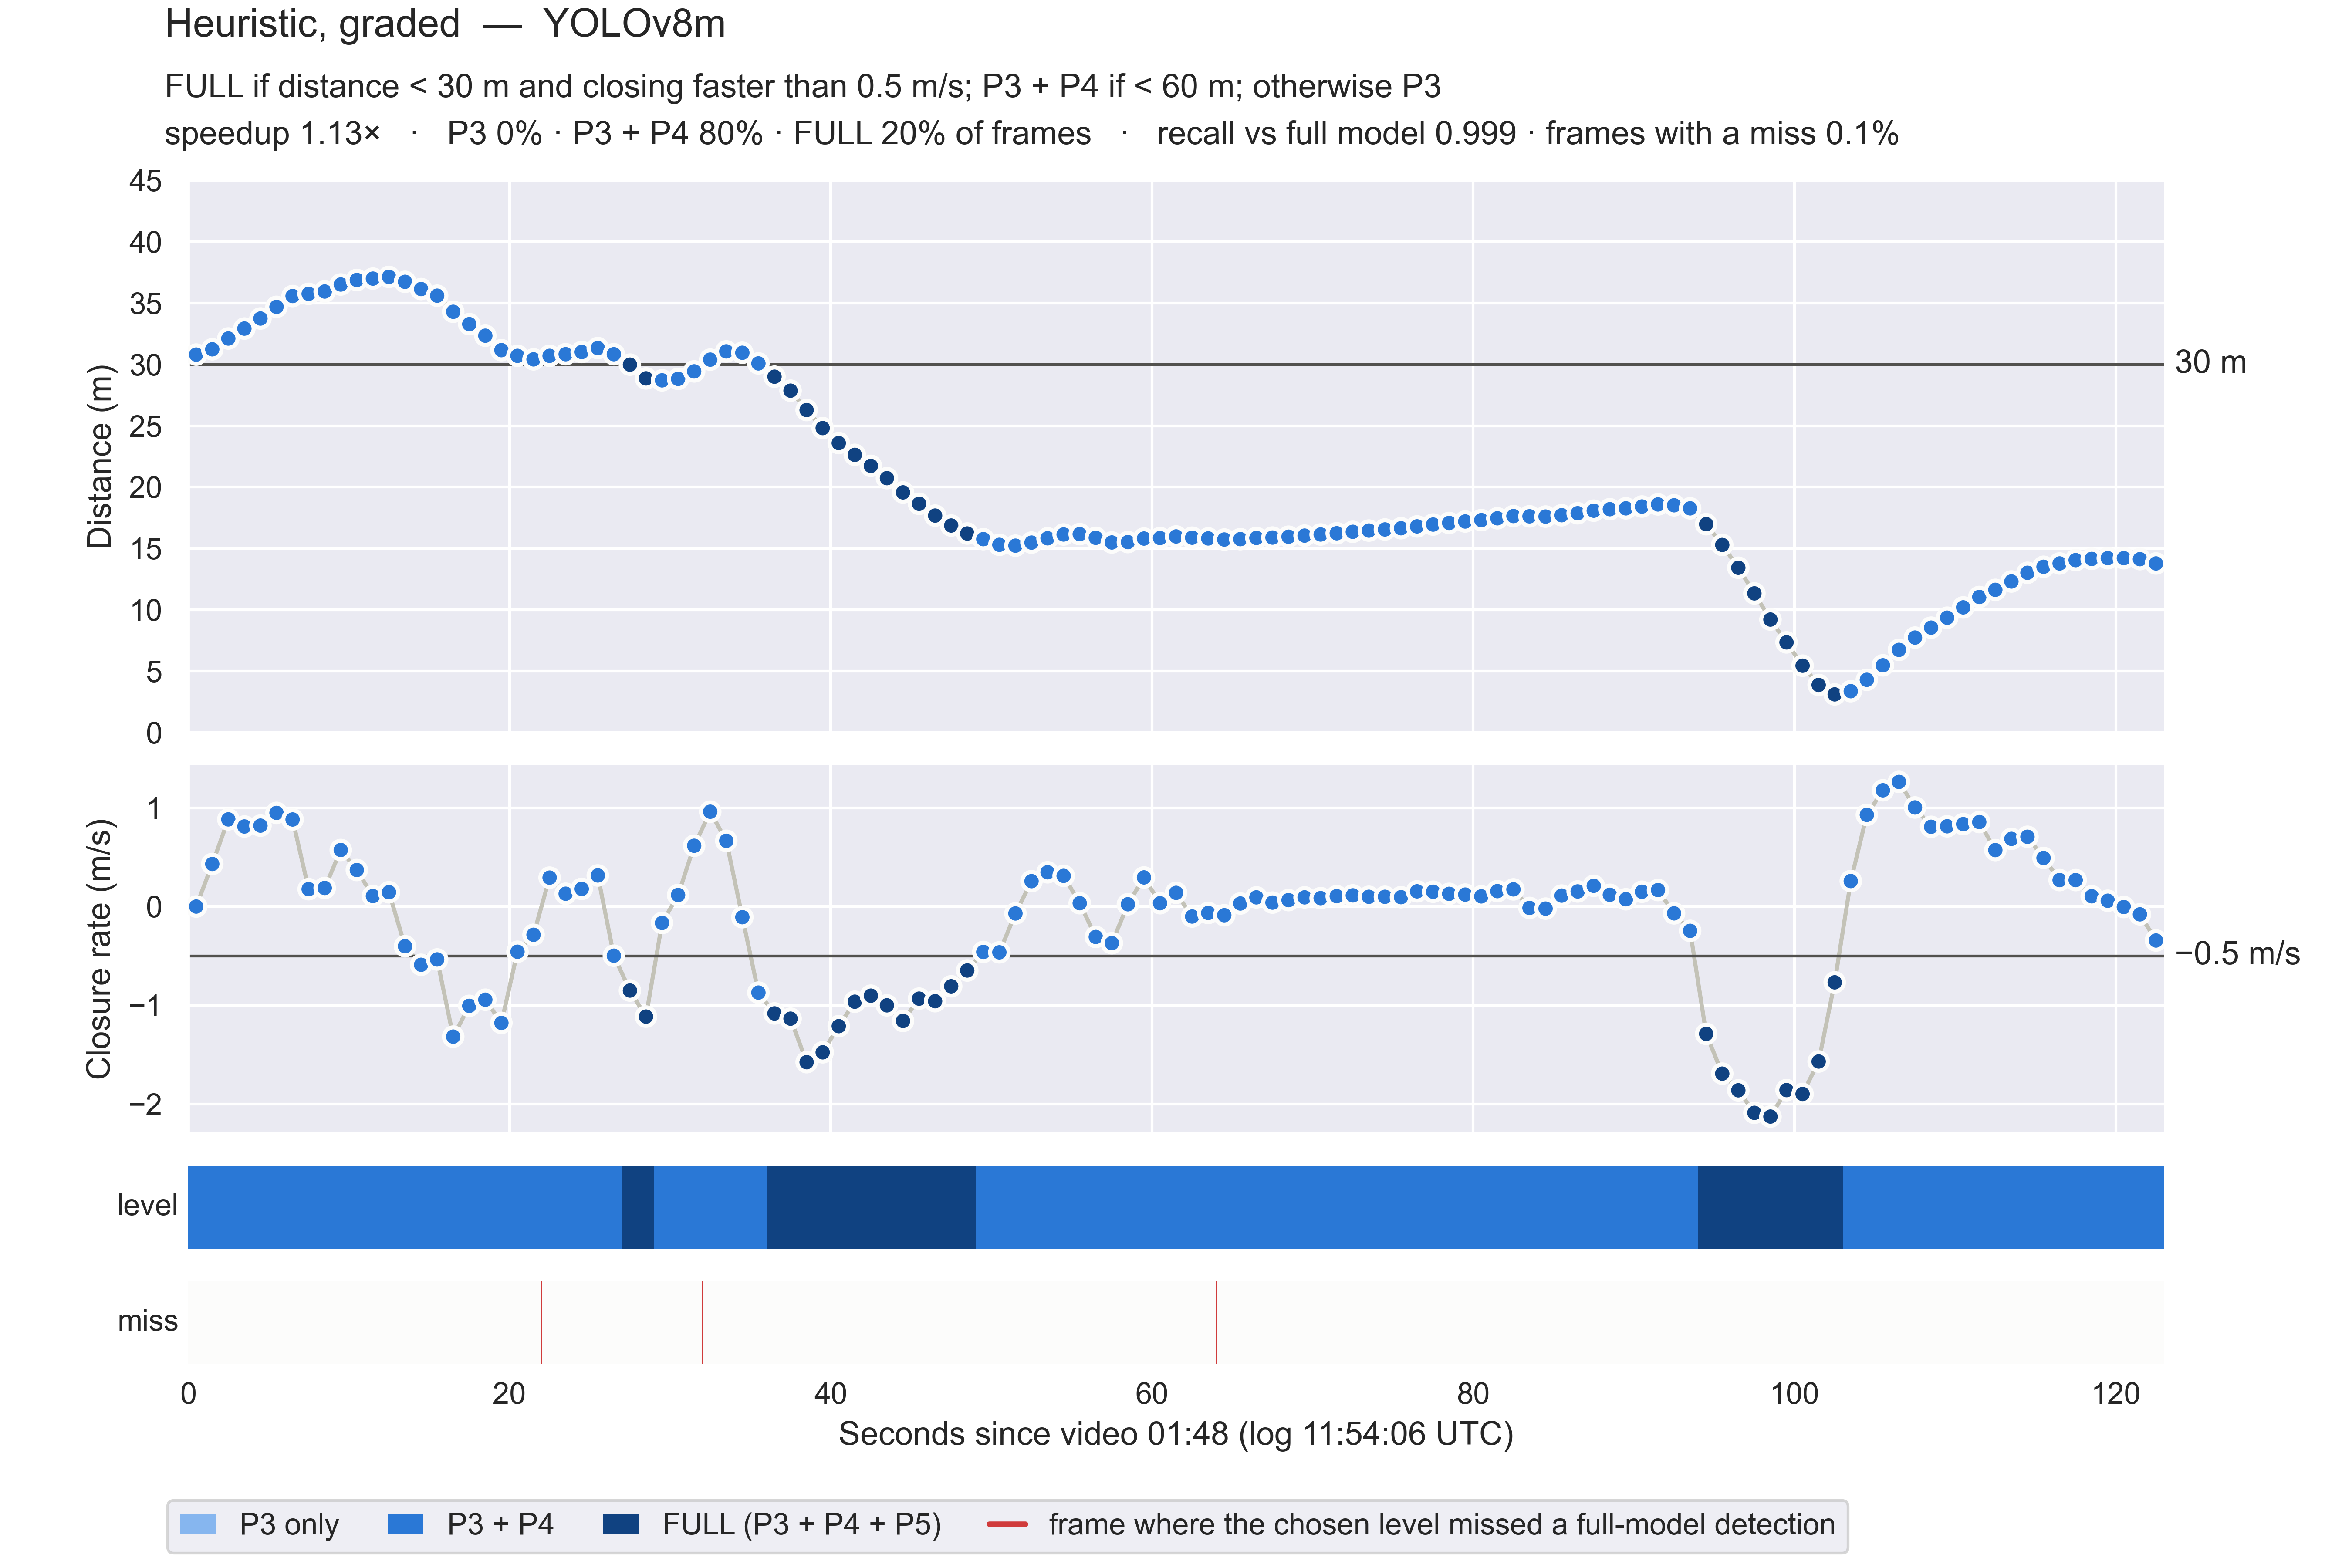 Heuristic, graded — YOLOv8m
FULL if distance < 30 m and closing faster than 0.5 m/s; P3 + P4 if < 60 m; otherwise P3
speedup 1.13× · P3 0% · P3 + P4 80% · FULL 20% of frames · recall vs full model 0.999 · frames with a miss 0.1%
45
40
35
30
25
20
15
10
5
0
Distance (m)
30 m
1
0
−1
−2
Closure rate (m/s)
−0.5 m/s
level
miss
0 20 40 60 80 100 120
Seconds since video 01:48 (log 11:54:06 UTC)
P3 only P3 + P4 FULL (P3 + P4 + P5) frame where the chosen level missed a full-model detection